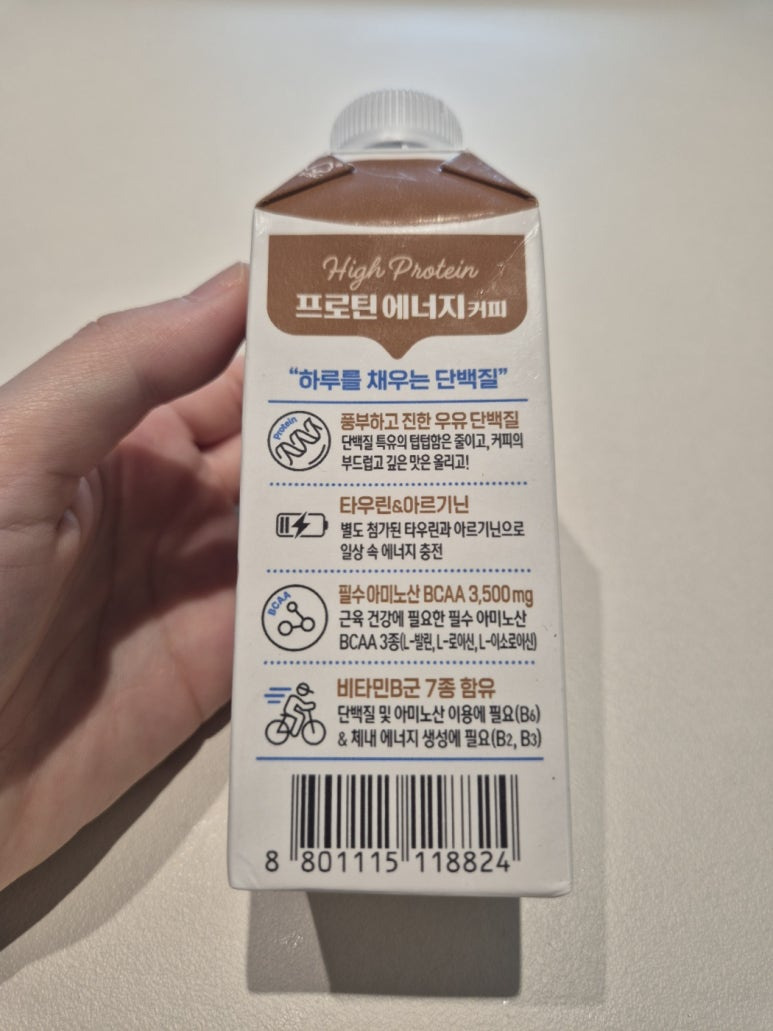 High Protein
프로틴 에너지 커피
“하루를 채우는 단백질”
Protein
풍부하고 진한 우유 단백질
단백질 특유의 텁텁함은 줄이고, 커피의
부드럽고 깊은 맛은 올리고!
타우린&아르기닌
별도 첨가된 타우린과 아르기닌으로
일상 속 에너지 충전
BCAA
필수 아미노산 BCAA 3,500mg
근육 건강에 필요한 필수 아미노산
BCAA 3종(L-발린, L-로이신, L-이소로이신)
비타민B군 7종 함유
단백질 및 아미노산 이용에 필요(B6)
& 체내 에너지 생성에 필요(B2, B3)
8 801115 118824